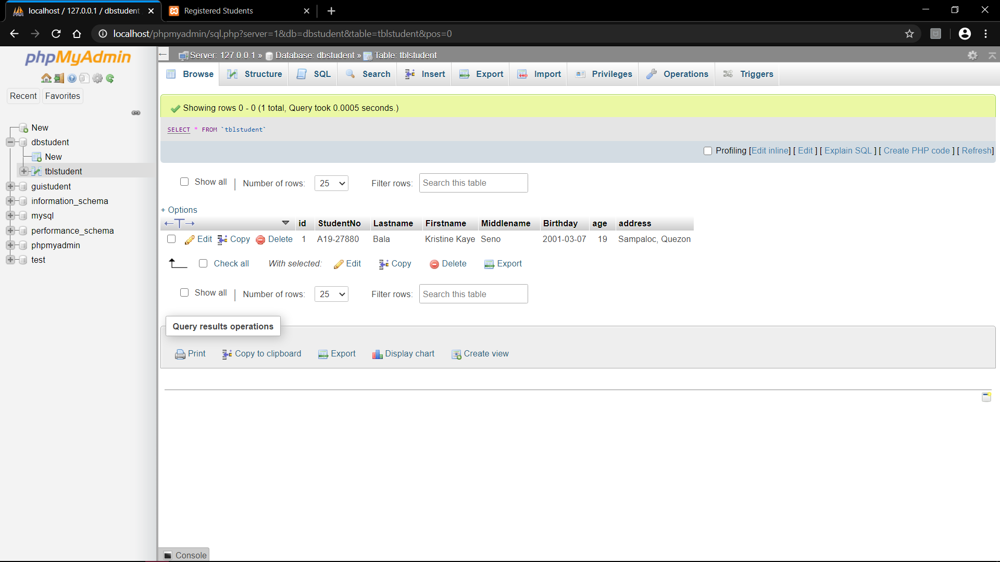 localhost / 127.0.0.1 / dbstudent
Registered Students
localhost/phpmyadmin/sql.php?server=1&db=dbstudent&table=tblstudent&pos=0
phpMyAdmin
Recent Favorites
New
dbstudent
New
tblstudent
guistudent
information_schema
mysql
performance_schema
phpmyadmin
test
Server: 127.0.0.1 » Database: dbstudent » Table: tblstudent
Browse Structure SQL Search Insert Export Import Privileges Operations Triggers
Showing rows 0 - 0 (1 total, Query took 0.0005 seconds.)
SELECT * FROM `tblstudent`
Profiling [Edit inline] [ Edit ] [ Explain SQL ] [ Create PHP code ] [ Refresh]
Show all | Number of rows: 25 Filter rows: Search this table
+ Options
id StudentNo Lastname Firstname Middlename Birthday age address
Edit Copy Delete 1 A19-27880 Bala Kristine Kaye Seno 2001-03-07 19 Sampaloc, Quezon
Check all With selected: Edit Copy Delete Export
Show all | Number of rows: 25 Filter rows: Search this table
Query results operations
Print Copy to clipboard Export Display chart Create view
Console